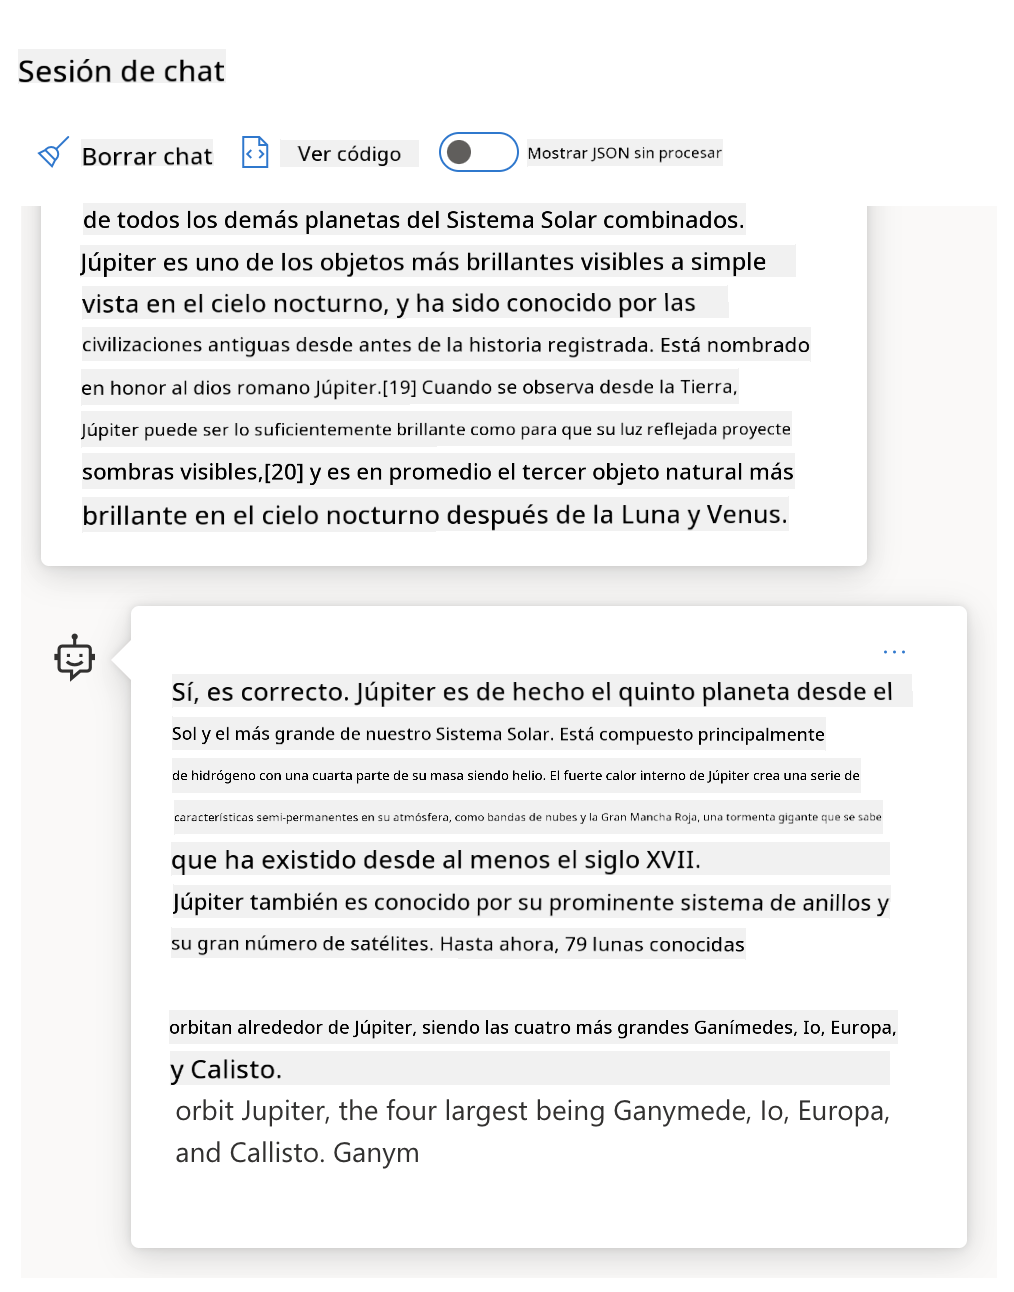 Sesión de chat
Borrar chat
Ver código
Mostrar JSON sin procesar
de todos los demás planetas del Sistema Solar combinados.
Júpiter es uno de los objetos más brillantes visibles a simple
vista en el cielo nocturno, y ha sido conocido por las
civilizaciones antiguas desde antes de la historia registrada. Está nombrado
en honor al dios romano Júpiter.[19] Cuando se observa desde la Tierra,
Júpiter puede ser lo suficientemente brillante como para que su luz reflejada proyecte
sombras visibles,[20] y es en promedio el tercer objeto natural más
brillante en el cielo nocturno después de la Luna y Venus.
Sí, es correcto. Júpiter es de hecho el quinto planeta desde el
Sol y el más grande de nuestro Sistema Solar. Está compuesto principalmente
de hidrógeno con una cuarta parte de su masa siendo helio. El fuerte calor interno de Júpiter crea una serie de
características semi-permanentes en su atmósfera, como bandas de nubes y la Gran Mancha Roja, una tormenta gigante que se sabe
que ha existido desde al menos el siglo XVII.
Júpiter también es conocido por su prominente sistema de anillos y
su gran número de satélites. Hasta ahora, 79 lunas conocidas
orbitan alrededor de Júpiter, siendo las cuatro más grandes Ganímedes, Io, Europa,
y Calisto.
orbit Jupiter, the four largest being Ganymede, Io, Europa,
and Callisto. Ganym